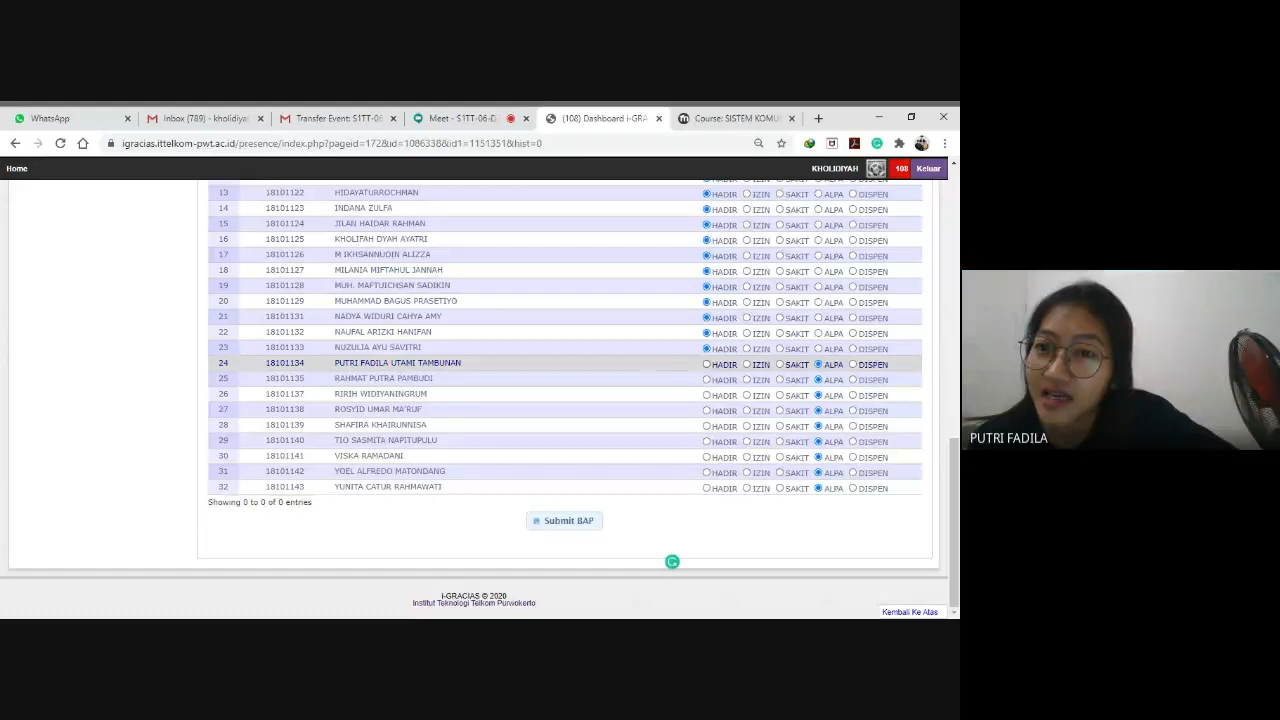 WhatsApp
Inbox (789) - kholidiya
Transfer Event: S1TT-06
Meet - S1TT-06-D
(108) Dashboard i-GRA
Course: SISTEM KOMU
igracias.ittelkom-pwt.ac.id/presence/index.php?pageid=172&id=1086338&id1=1151351&thist=0
Home
KHOLIDIYAH 108 Keluar
13 18101122 HIDAYATURROCHMAN HADIR IZIN SAKIT ALPA DISPEN
14 18101123 INDANA ZULFA HADIR IZIN SAKIT ALPA DISPEN
15 18101124 JILAN HAIDAR RAHMAN HADIR IZIN SAKIT ALPA DISPEN
16 18101125 KHOLIFAH DYAH AYATRI HADIR IZIN SAKIT ALPA DISPEN
17 18101126 M IKHSANNUDIN ALIZZA HADIR IZIN SAKIT ALPA DISPEN
18 18101127 MILANIA MIFTAHUL JANNAH HADIR IZIN SAKIT ALPA DISPEN
19 18101128 MUH. MAFTUICHSAN SADIKIN HADIR IZIN SAKIT ALPA DISPEN
20 18101129 MUHAMMAD BAGUS PRASETIYO HADIR IZIN SAKIT ALPA DISPEN
21 18101131 NADYA WIDURI CAHYA AMY HADIR IZIN SAKIT ALPA DISPEN
22 18101132 NAUFAL ARIZKI HANIFAN HADIR IZIN SAKIT ALPA DISPEN
23 18101133 NUZULIA AYU SAVITRI HADIR IZIN SAKIT ALPA DISPEN
24 18101134 PUTRI FADILA UTAMI TAMBUNAN HADIR IZIN SAKIT ALPA DISPEN
25 18101135 RAHMAT PUTRA PAMBUDI HADIR IZIN SAKIT ALPA DISPEN
26 18101137 RIRIH WIDIYANINGRUM HADIR IZIN SAKIT ALPA DISPEN
27 18101138 ROSYID UMAR MA'RUF HADIR IZIN SAKIT ALPA DISPEN
28 18101139 SHAFIRA KHAIRUNNISA HADIR IZIN SAKIT ALPA DISPEN
29 18101140 TIO SASMITA NAPITUPULU HADIR IZIN SAKIT ALPA DISPEN
30 18101141 VISKA RAMADANI HADIR IZIN SAKIT ALPA DISPEN
31 18101142 YOEL ALFREDO MATONDANG HADIR IZIN SAKIT ALPA DISPEN
32 18101143 YUNITA CATUR RAHMAWATI HADIR IZIN SAKIT ALPA DISPEN
Showing 0 to 0 of 0 entries
Submit BAP
i-GRACIAS © 2020
Institut Teknologi Telkom Purwokerto
Kembali Ke Atas
PUTRI FADILA